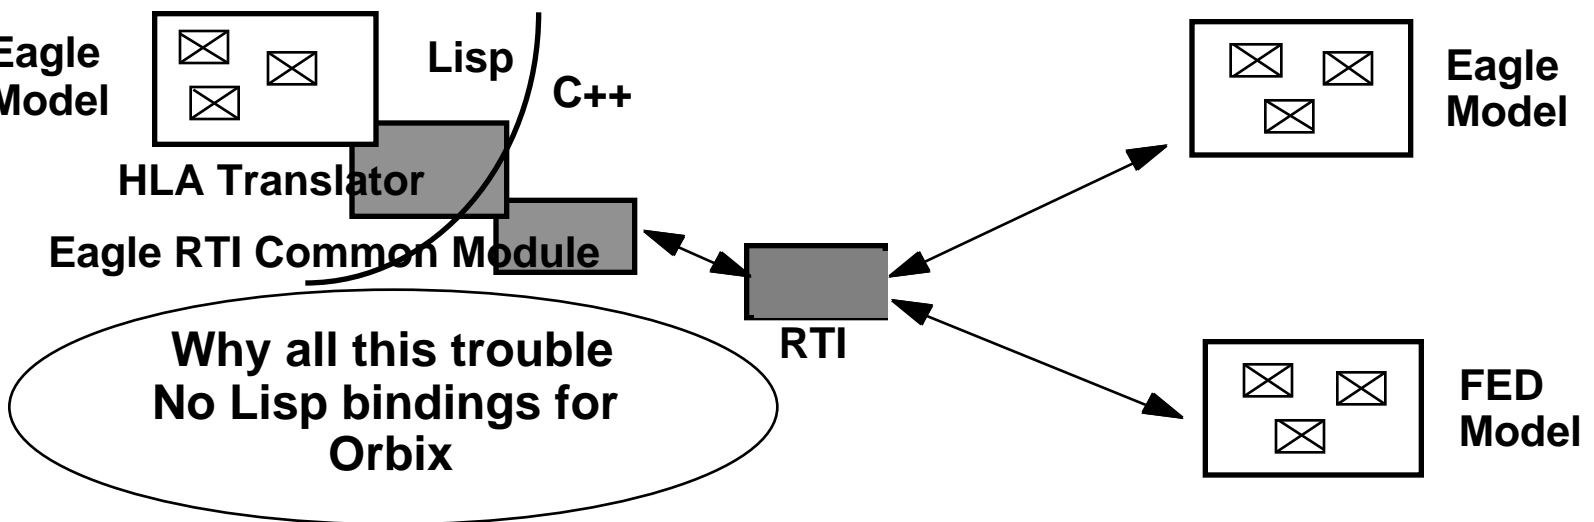 Eagle
Model
Lisp
C++
HLA Translator
Eagle RTI Common Module
Why all this trouble
No Lisp bindings for
Orbix
RTI
Eagle
Model
FED
Model